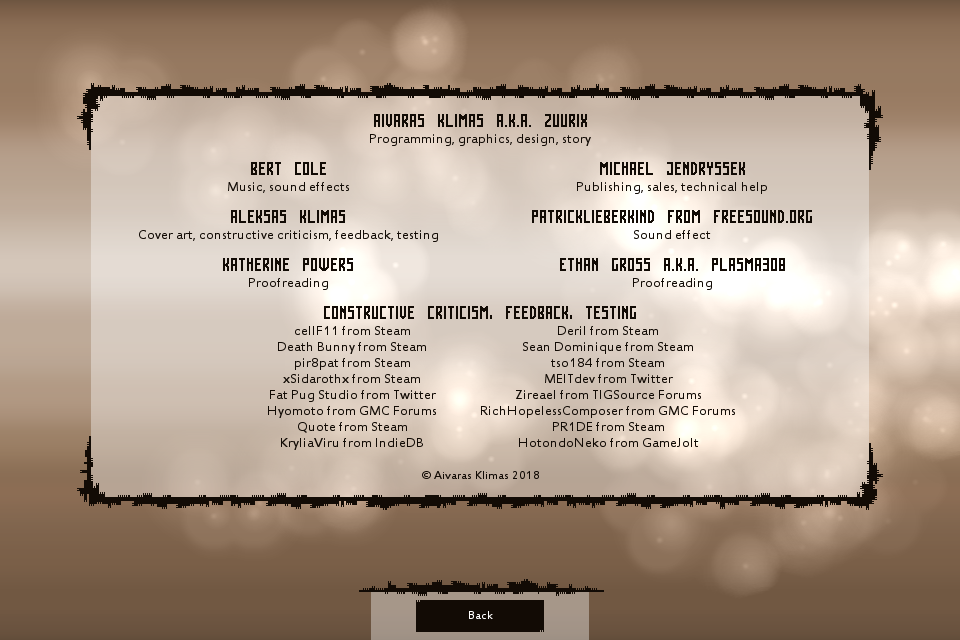 AIVARAS KLIMAS A.K.A. ZUURIX
Programming, graphics, design, story
BERT COLE
Music, sound effects
MICHAEL JENDRYSSEK
Publishing, sales, technical help
ALEKSAS KLIMAS
Cover art, constructive criticism, feedback, testing
PATRICKLIEBERKIND FROM FREESOUND.ORG
Sound effect
KATHERINE POWERS
Proofreading
ETHAN GROSS A.K.A. PLASMA308
Proofreading
CONSTRUCTIVE CRITICISM, FEEDBACK, TESTING
cellF11 from Steam
Death Bunny from Steam
pir8pat from Steam
xSidarothx from Steam
Fat Pug Studio from Twitter
Hyomoto from GMC Forums
Quote from Steam
KryliaViru from IndieDB
Deril from Steam
Sean Dominique from Steam
tso184 from Steam
MEITdev from Twitter
Zireael from TIGSource Forums
RichHopelessComposer from GMC Forums
PR1DE from Steam
HotondoNeko from GameJolt
© Aivaras Klimas 2018
Back